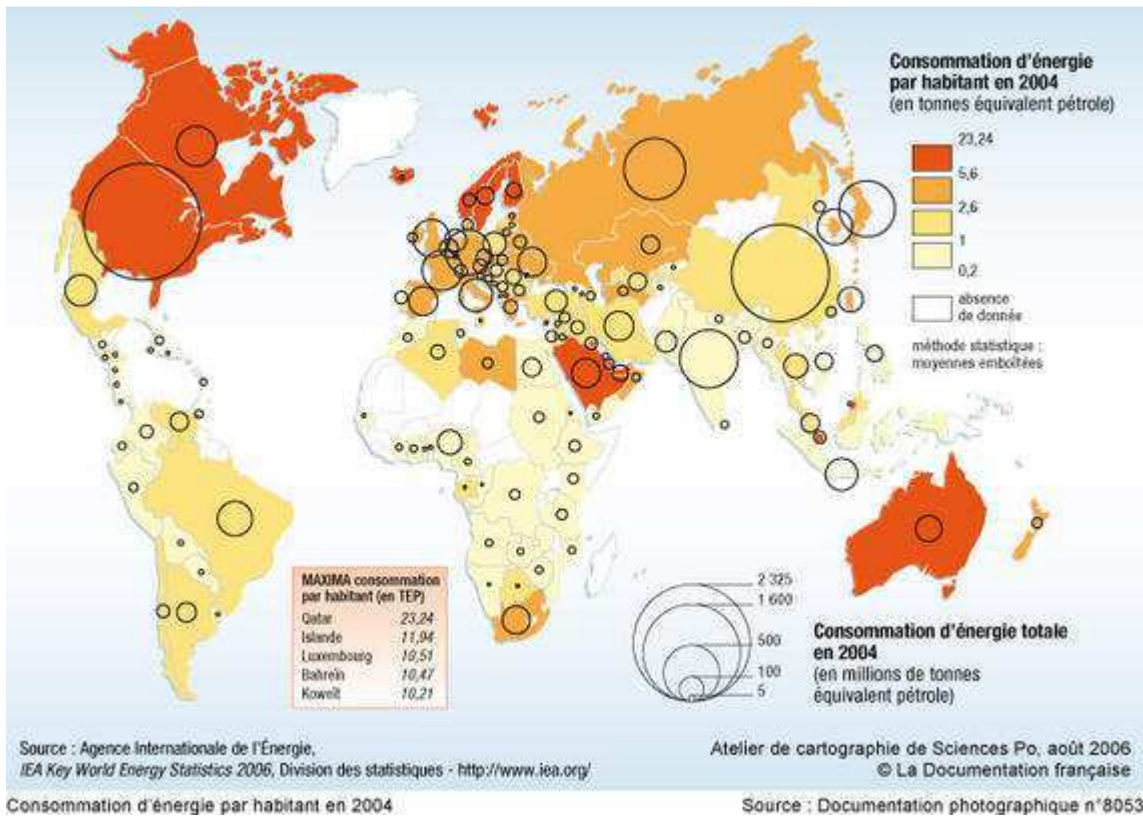 Consommation d'énergie
par habitant en 2004
(en tonnes équivalent pétrole)
23,24
5,6
2,6
1
0,2
absence
de donnée
méthode statistique :
moyennes emboîtées
MAXIMA consommation
par habitant (en TEP)
Qatar 23,24
Islande 11,94
Luxembourg 10,51
Bahreïn 10,47
Koweït 10,21
2 325
1 600
500
100
5
Consommation d'énergie totale
en 2004
(en millions de tonnes
équivalent pétrole)
Source : Agence Internationale de l'Énergie,
IEA Key World Energy Statistics 2006, Division des statistiques - http://www.iea.org/
Atelier de cartographie de Sciences Po, août 2006
© La Documentation française
Consommation d'énergie par habitant en 2004
Source : Documentation photographique n°8053